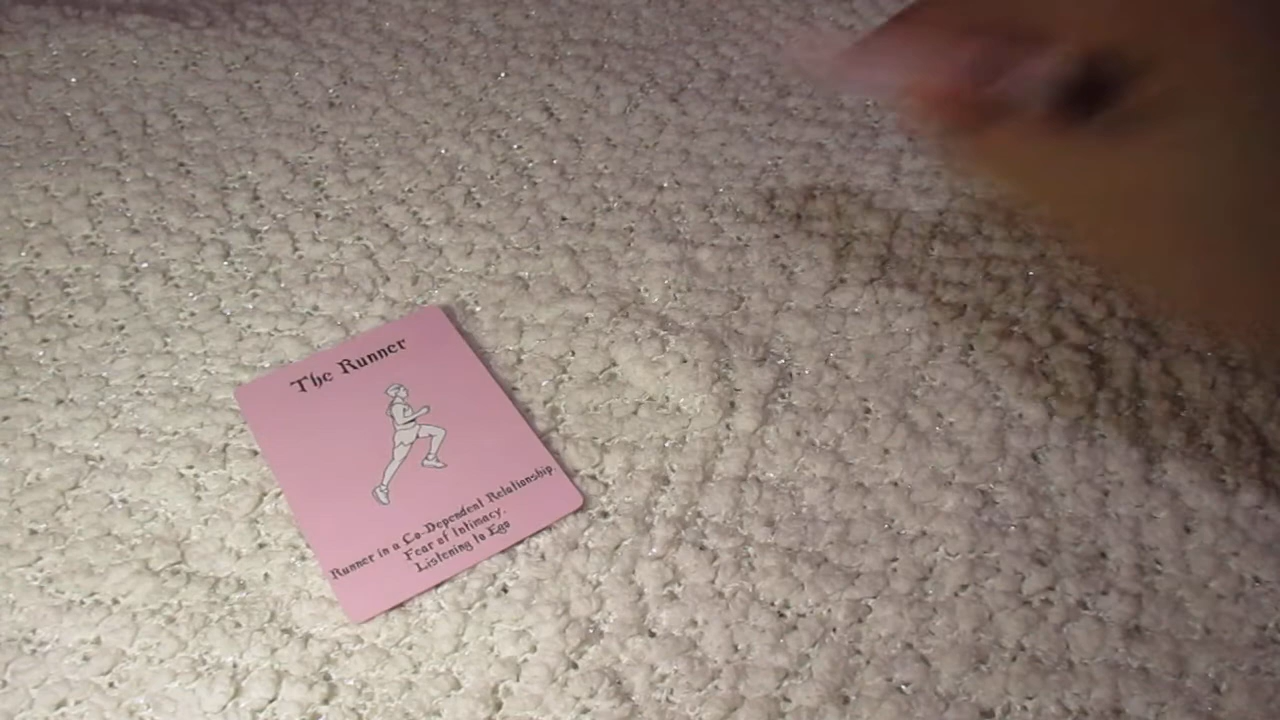 The Runner
Runner in a Co-Dependent Relationship.
Fear of Intimacy.
Listening to Ego